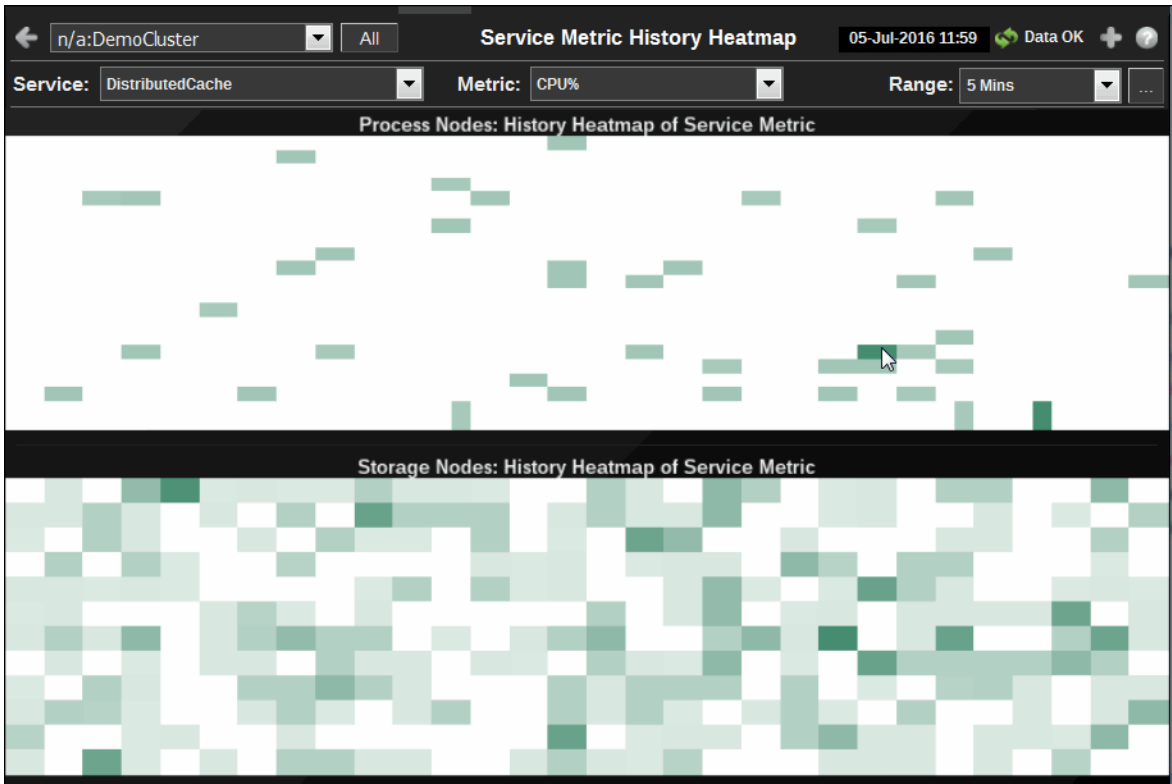 n/a:DemoCluster All Service Metric History Heatmap 05-Jul-2016 11:59 Data OK
Service: DistributedCache Metric: CPU% Range: 5 Mins ...
Process Nodes: History Heatmap of Service Metric
Storage Nodes: History Heatmap of Service Metric